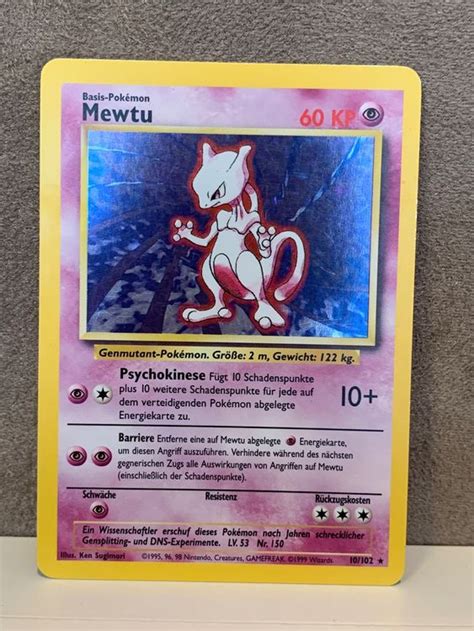 Basis-Pokémon
Mewtu
60 KP
Genmutant-Pokémon. Größe: 2 m, Gewicht: 122 kg.
Psychokinese Fügt 10 Schadenspunkte
plus 10 weitere Schadenspunkte für jede auf
dem verteidigenden Pokémon abgelegte
Energiekarte zu.
10+
Barriere Entferne eine auf Mewtu abgelegte Energiekarte,
um diesen Angriff auszuführen. Verhindere während des nächsten
gegnerischen Zugs alle Auswirkungen von Angriffen auf Mewtu
(einschließlich der Schadenspunkte).
Schwäche Resistenz Rückzugskosten
Ein Wissenschaftler erschuf dieses Pokémon nach Jahren schrecklicher
Gensplitting- und DNS-Experimente. LV. 53 Nr. 150
Illus. Ken Sugimori ©1995, 96, 98 Nintendo, Creatures, GAMEFREAK. ©1999 Wizards. 10/102 ★